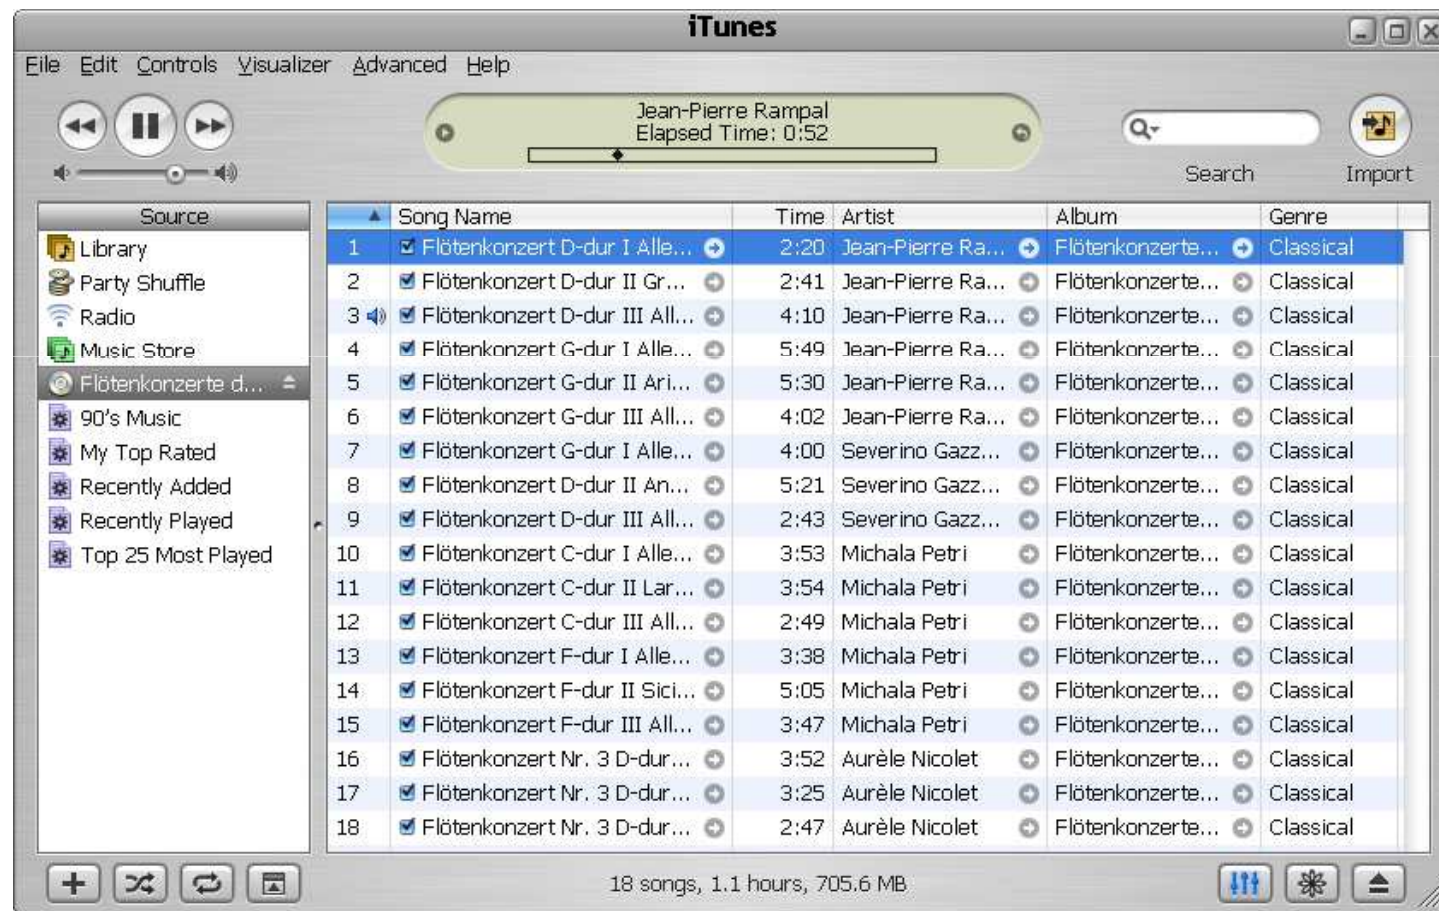 iTunes
File Edit Controls Visualizer Advanced Help
Jean-Pierre Rampal
Elapsed Time: 0:52
Search
Import
Source
Library
Party Shuffle
Radio
Music Store
Flötenkonzerte d...
90's Music
My Top Rated
Recently Added
Recently Played
Top 25 Most Played
Song Name Time Artist Album Genre
1 Flötenkonzert D-dur I Alle... 2:20 Jean-Pierre Ra... Flötenkonzerte... Classical
2 Flötenkonzert D-dur II Gr... 2:41 Jean-Pierre Ra... Flötenkonzerte... Classical
3 Flötenkonzert D-dur III All... 4:10 Jean-Pierre Ra... Flötenkonzerte... Classical
4 Flötenkonzert G-dur I Alle... 5:49 Jean-Pierre Ra... Flötenkonzerte... Classical
5 Flötenkonzert G-dur II Ari... 5:30 Jean-Pierre Ra... Flötenkonzerte... Classical
6 Flötenkonzert G-dur III All... 4:02 Jean-Pierre Ra... Flötenkonzerte... Classical
7 Flötenkonzert G-dur I Alle... 4:00 Severino Gazz... Flötenkonzerte... Classical
8 Flötenkonzert D-dur II An... 5:21 Severino Gazz... Flötenkonzerte... Classical
9 Flötenkonzert D-dur III All... 2:43 Severino Gazz... Flötenkonzerte... Classical
10 Flötenkonzert C-dur I Alle... 3:53 Michala Petri Flötenkonzerte... Classical
11 Flötenkonzert C-dur II Lar... 3:54 Michala Petri Flötenkonzerte... Classical
12 Flötenkonzert C-dur III All... 2:49 Michala Petri Flötenkonzerte... Classical
13 Flötenkonzert F-dur I Alle... 3:38 Michala Petri Flötenkonzerte... Classical
14 Flötenkonzert F-dur II Sici... 5:05 Michala Petri Flötenkonzerte... Classical
15 Flötenkonzert F-dur III All... 3:47 Michala Petri Flötenkonzerte... Classical
16 Flötenkonzert Nr. 3 D-dur... 3:52 Aurèle Nicolet Flötenkonzerte... Classical
17 Flötenkonzert Nr. 3 D-dur... 3:25 Aurèle Nicolet Flötenkonzerte... Classical
18 Flötenkonzert Nr. 3 D-dur... 2:47 Aurèle Nicolet Flötenkonzerte... Classical
18 songs, 1.1 hours, 705.6 MB